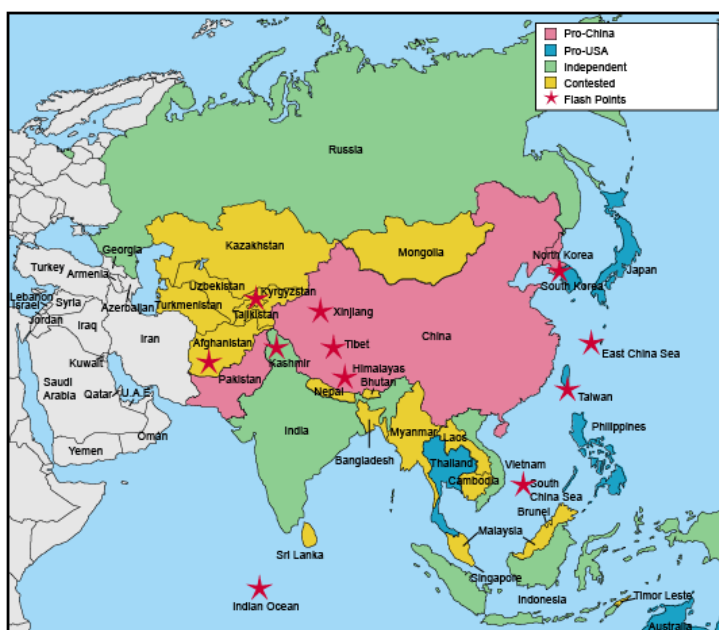 Pro-China
Pro-USA
Independent
Contested
Flash Points
Russia
Georgia
Kazakhstan
Mongolia
Turkey
Armenia
Uzbekistan
Kyrgyzstan
North Korea
Japan
South Korea
Lebanon
Israel
Syria
Azerbaijan
Turkmenistan
Tajikistan
Xinjiang
Jordan
Iraq
Iran
China
Afghanistan
Tibet
East China Sea
Kuwait
Kashmir
Pakistan
Himalayas
Saudi
Arabia
Qatar
U.A.E.
Nepal
Bhutan
Taiwan
Oman
India
Myanmar
Laos
Philippines
Yemen
Bangladesh
Thailand
Vietnam
Cambodia
South
China Sea
Brunei
Sri Lanka
Malaysia
Singapore
Indonesia
Timor Leste
Indian Ocean
Australia